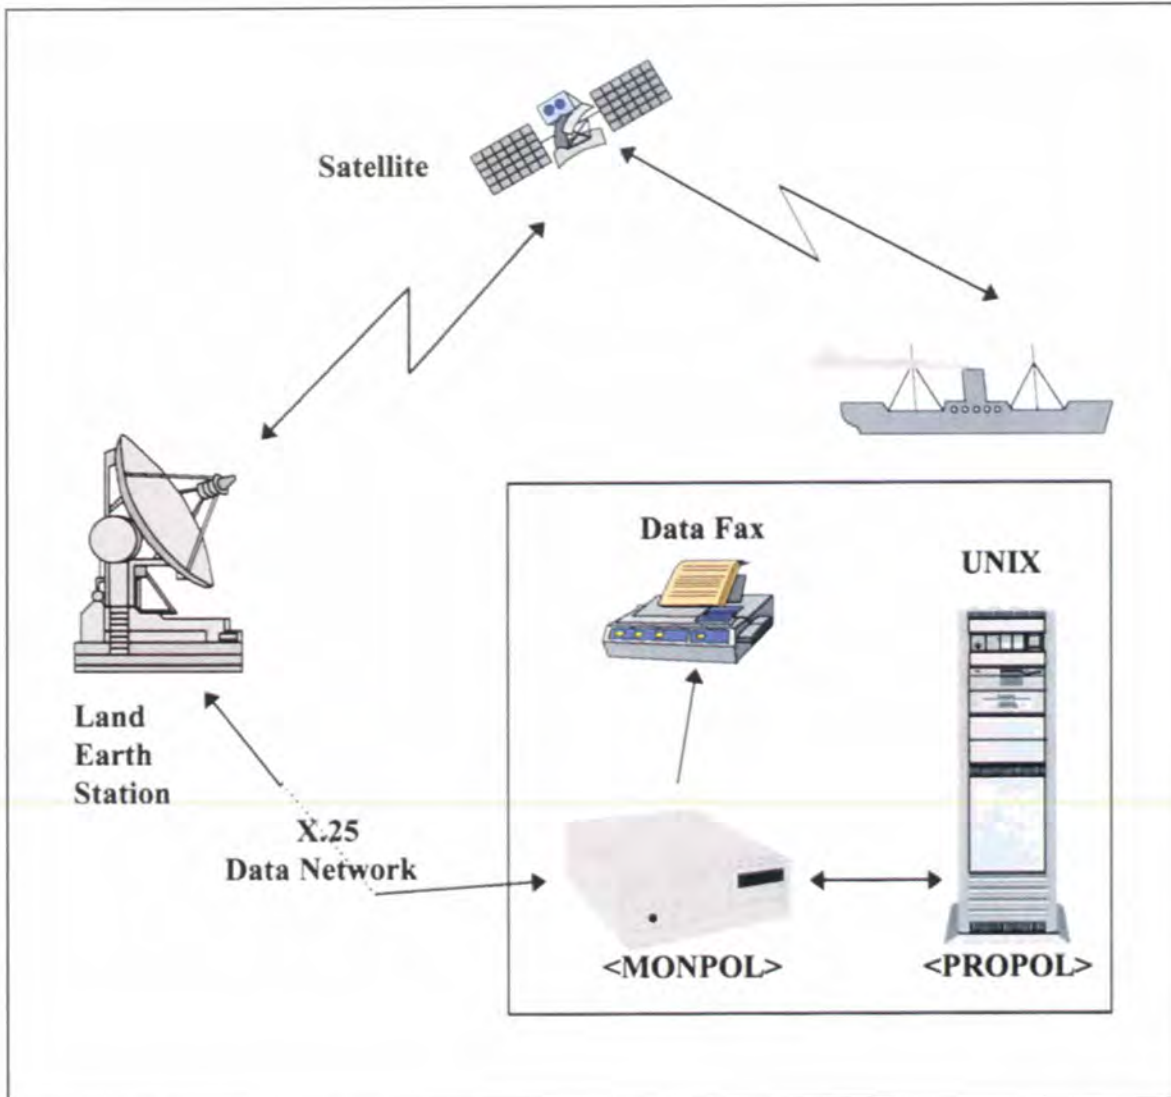 Satellite
Data Fax
UNIX
Land
Earth
Station
X.25
Data Network
<MONPOL>
<PROPOL>